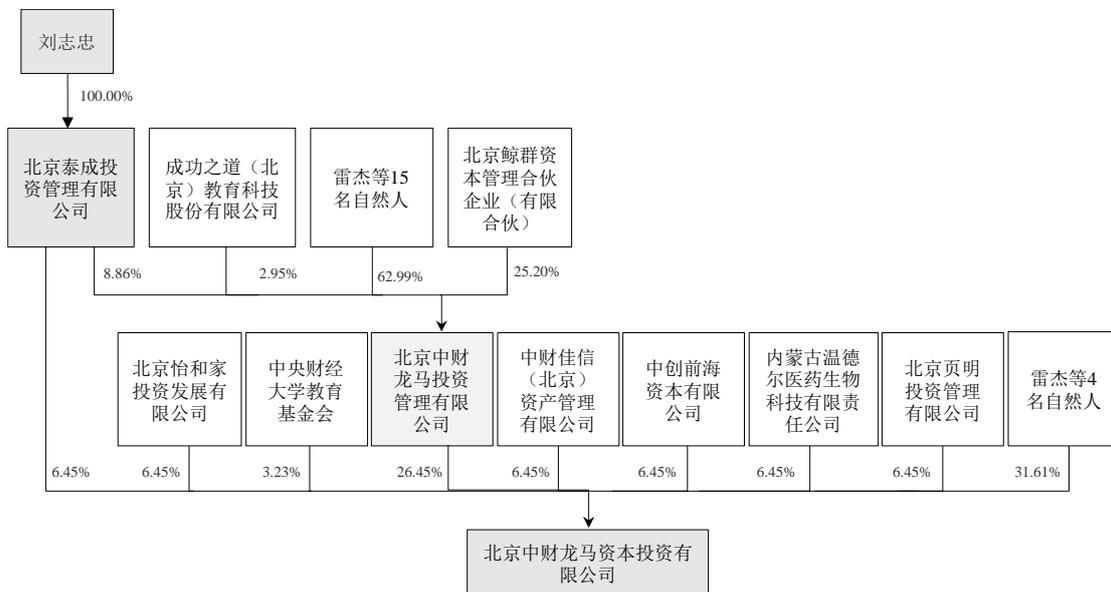 刘志忠
100.00%
北京泰成投
资管理有限
公司
成功之道（北
京）教育科技
股份有限公司
雷杰等15
名自然人
北京鲸群资
本管理合伙
企业（有限
合伙）
8.86%
2.95%
62.99%
25.20%
北京怡和家
投资发展有
限公司
中央财经
大学教育
基金会
北京中财
龙马投资
管理有限
公司
中财佳信
（北京）
资产管理
有限公司
中创前海
资本有限
公司
内蒙古温德
尔医药生物
科技有限责
任公司
北京页明
投资管理
有限公司
雷杰等4
名自然人
6.45%
6.45%
3.23%
26.45%
6.45%
6.45%
6.45%
6.45%
31.61%
北京中财龙马资本投资有
限公司